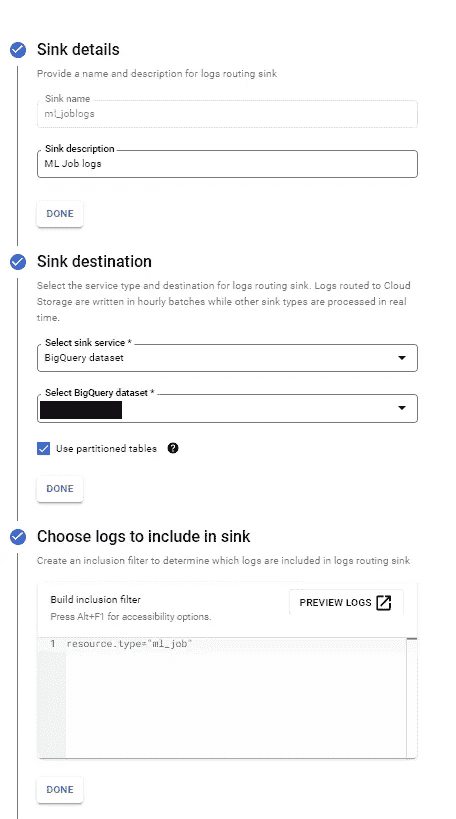 Sink details
Provide a name and description for logs routing sink
Sink name
ml_joblogs
Sink description
ML Job logs
DONE
Sink destination
Select the service type and destination for logs routing sink. Logs routed to Cloud
Storage are written in hourly batches while other sink types are processed in real
time.
Select sink service *
BigQuery dataset
Select BigQuery dataset *
Use partitioned tables
?
DONE
Choose logs to include in sink
Create an inclusion filter to determine which logs are included in logs routing sink
Build inclusion filter
PREVIEW LOGS
Press Alt+F1 for accessibility options.
1 resource.type="ml_job"
DONE